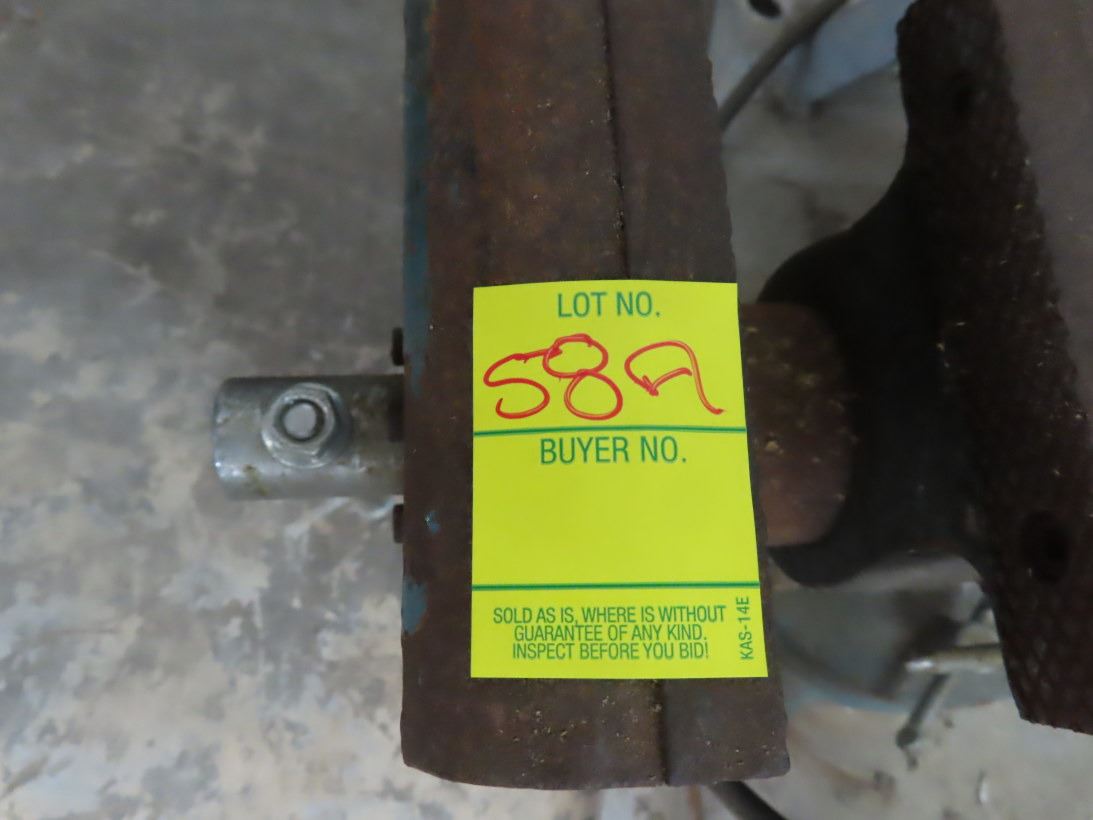 LOT NO.
589
BUYER NO.
SOLD AS IS, WHERE IS WITHOUT
GUARANTEE OF ANY KIND.
INSPECT BEFORE YOU BID!
KAS-14E